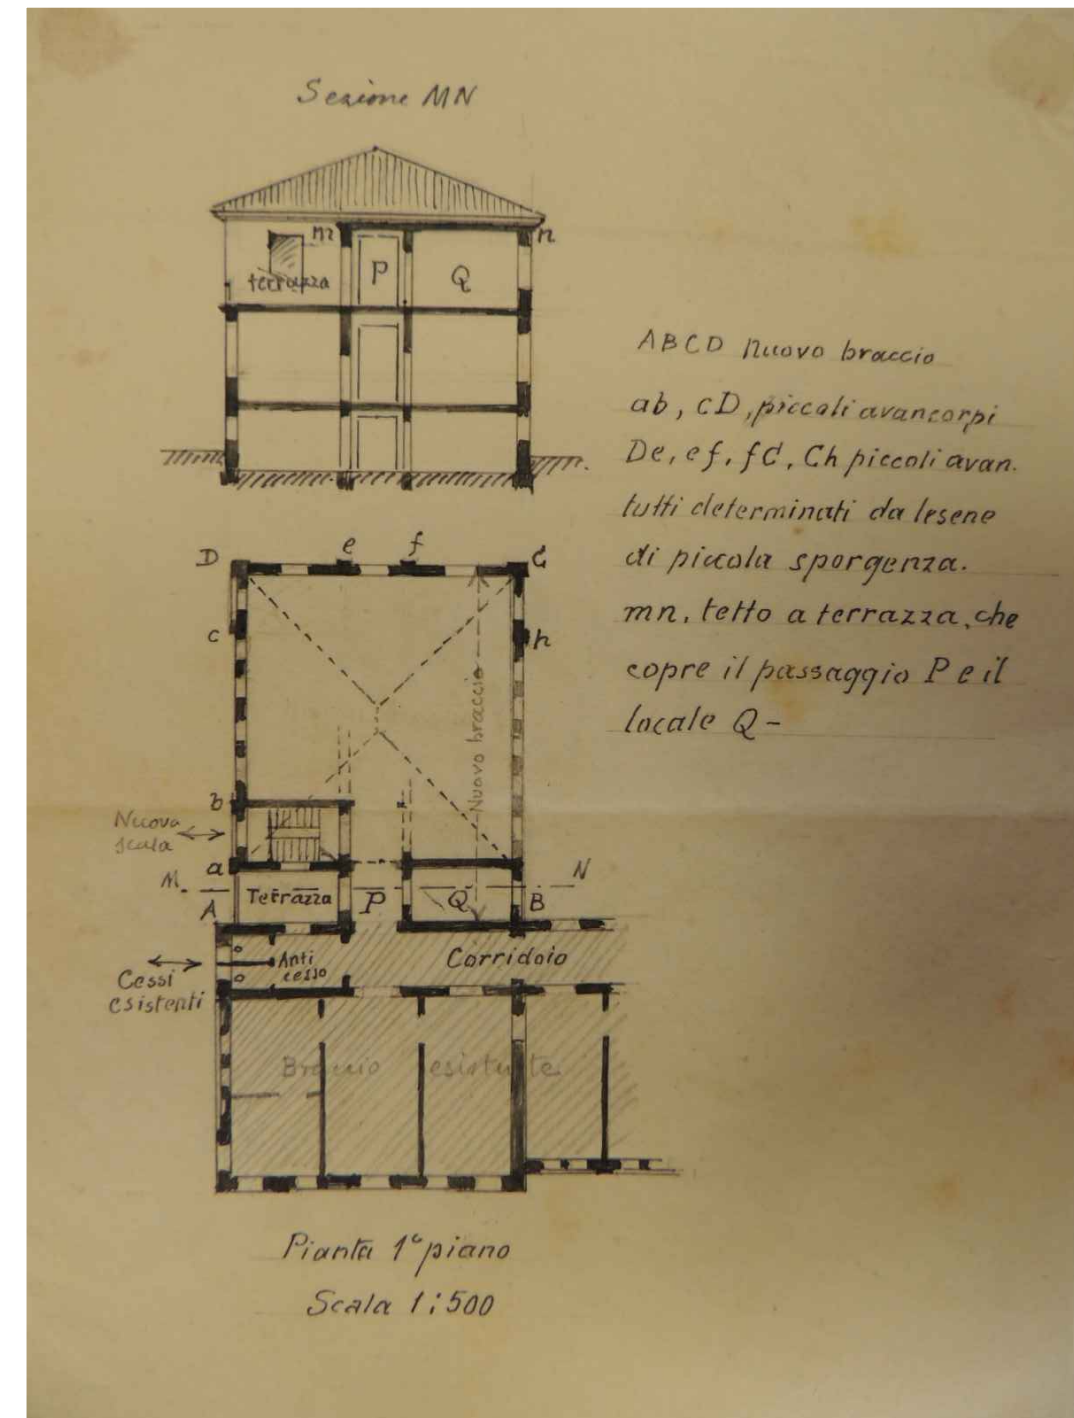 Sezione MN
m
n
terrazza
P
Q
ABCD Nuovo braccio
ab, cD, piccoli avancorpi
De, ef, fC, Ch piccoli avan.
tutti determinati da lesene
di piccola sporgenza.
mn, tetto a terrazza, che
copre il passaggio P e il
locale Q -
D
e
f
C
c
h
Nuovo braccio
b
Nuova
scala
a
M.
N
Terrazza
P
Q
A
B
Anti
cesso
Corridoio
Cessi
esistenti
Braccio esistente
Pianta 1° piano
Scala 1:500